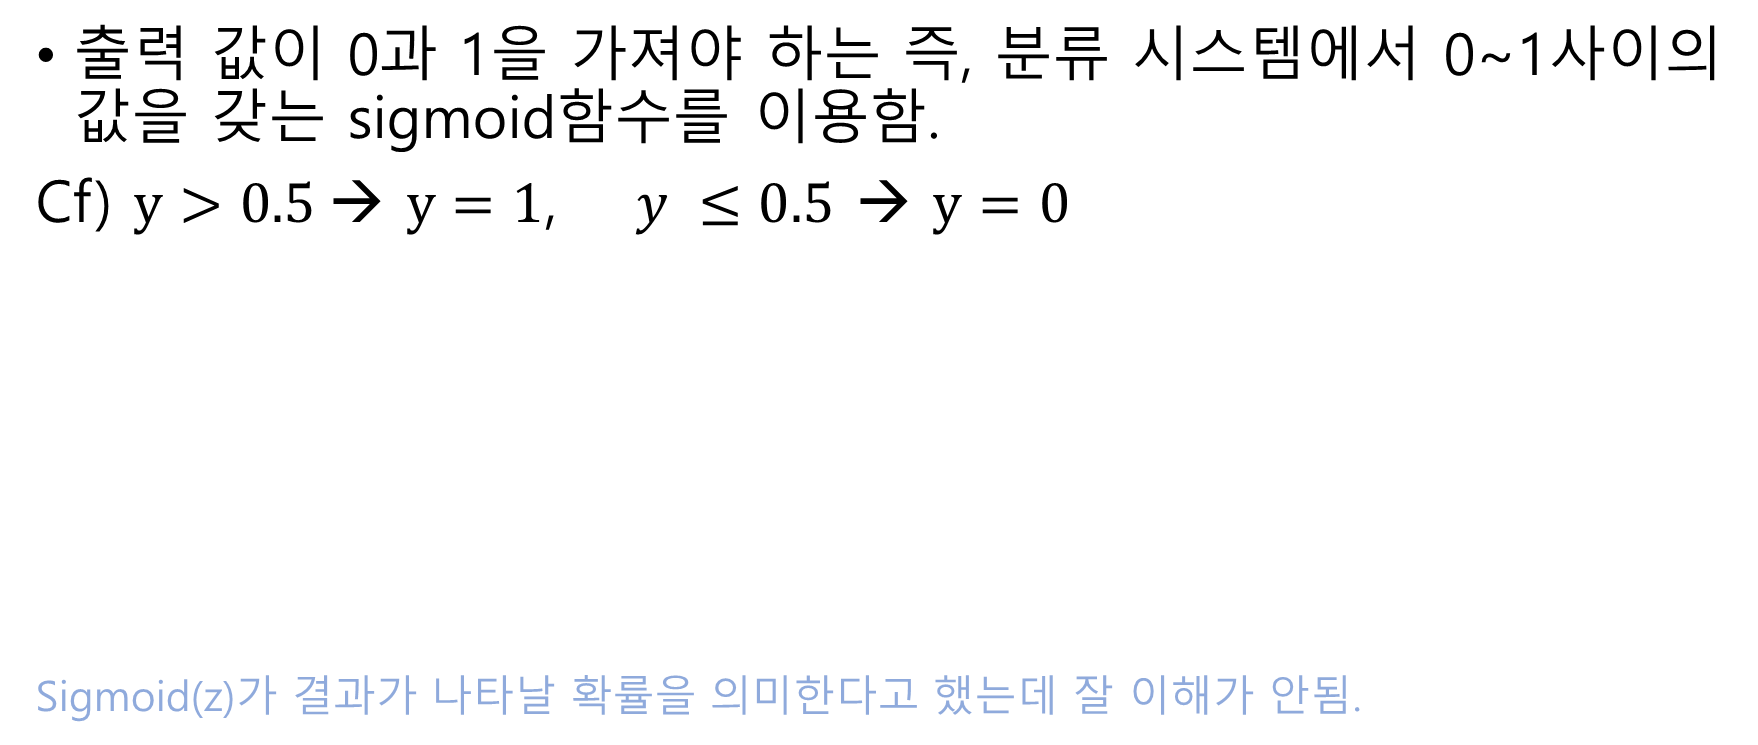 • 출력 값이 0과 1을 가져야 하는 즉, 분류 시스템에서 0~1사이의
값을 갖는 sigmoid함수를 이용함.
Cf) y > 0.5 → y = 1, y ≤ 0.5 → y = 0
Sigmoid(z)가 결과가 나타날 확률을 의미한다고 했는데 잘 이해가 안됨.